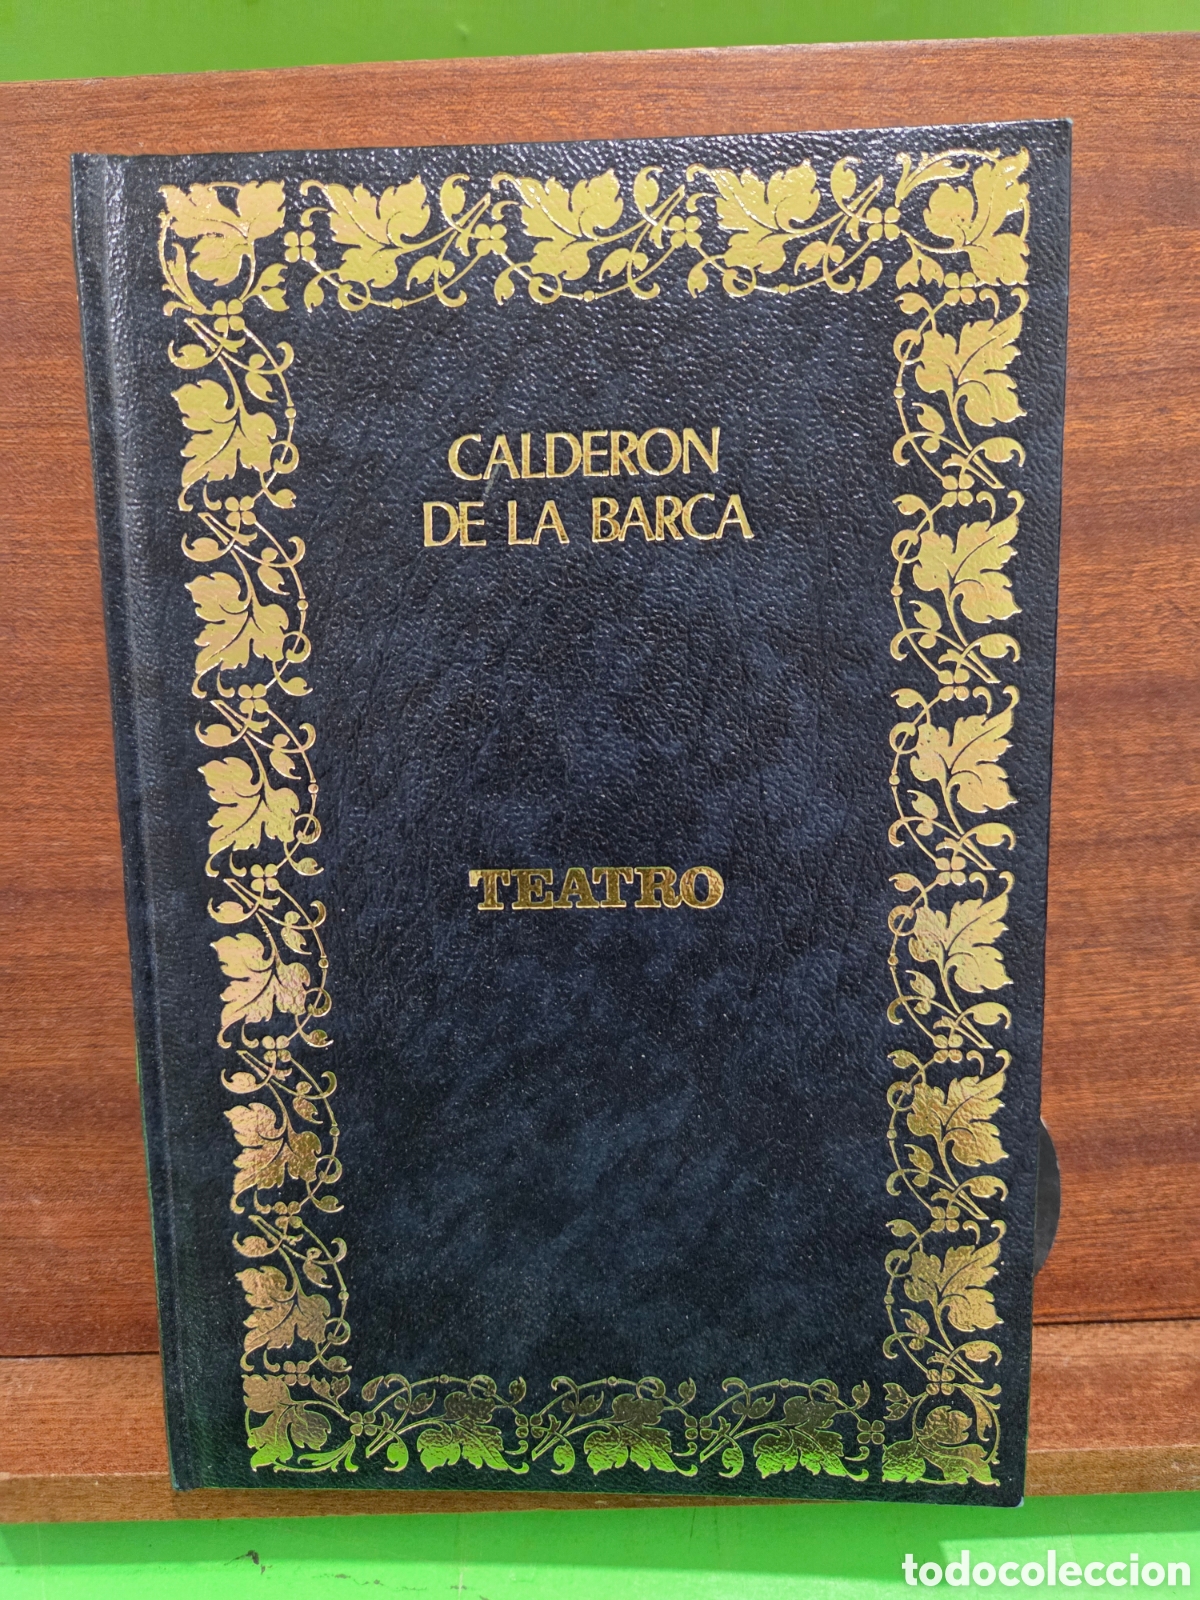 CALDERON
DE LA BARCA
TEATRO
todocoleccion